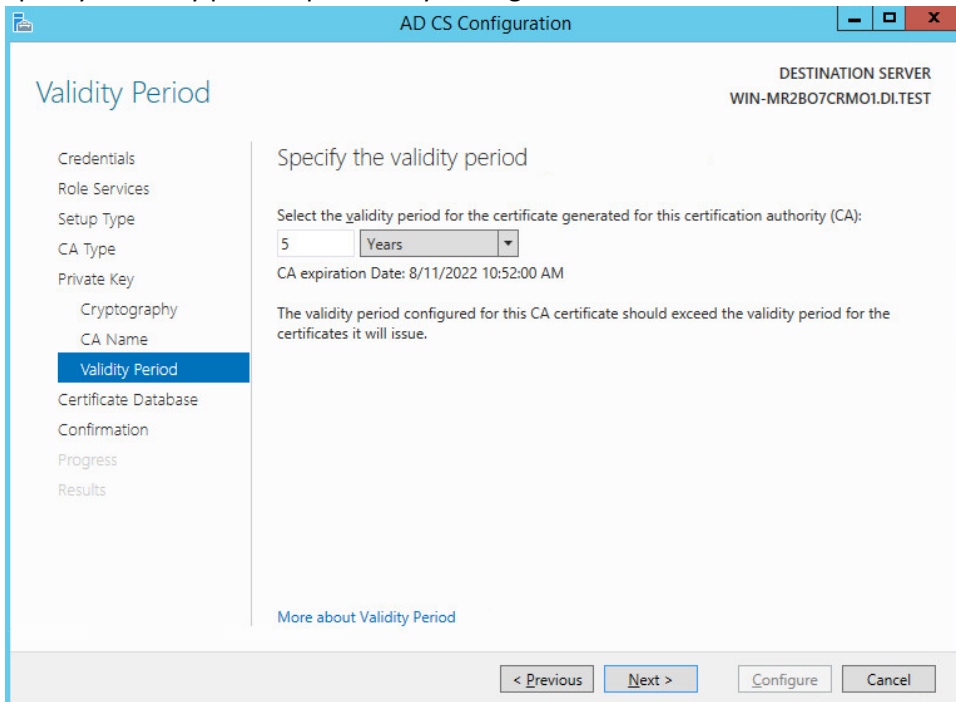 AD CS Configuration
Validity Period
DESTINATION SERVER
WIN-MR2BO7CRMO1.DI.TEST
Credentials
Role Services
Setup Type
CA Type
Private Key
Cryptography
CA Name
Validity Period
Certificate Database
Confirmation
Progress
Results
Specify the validity period
Select the validity period for the certificate generated for this certification authority (CA):
5 Years
CA expiration Date: 8/11/2022 10:52:00 AM
The validity period configured for this CA certificate should exceed the validity period for the
certificates it will issue.
More about Validity Period
< Previous Next > Configure Cancel